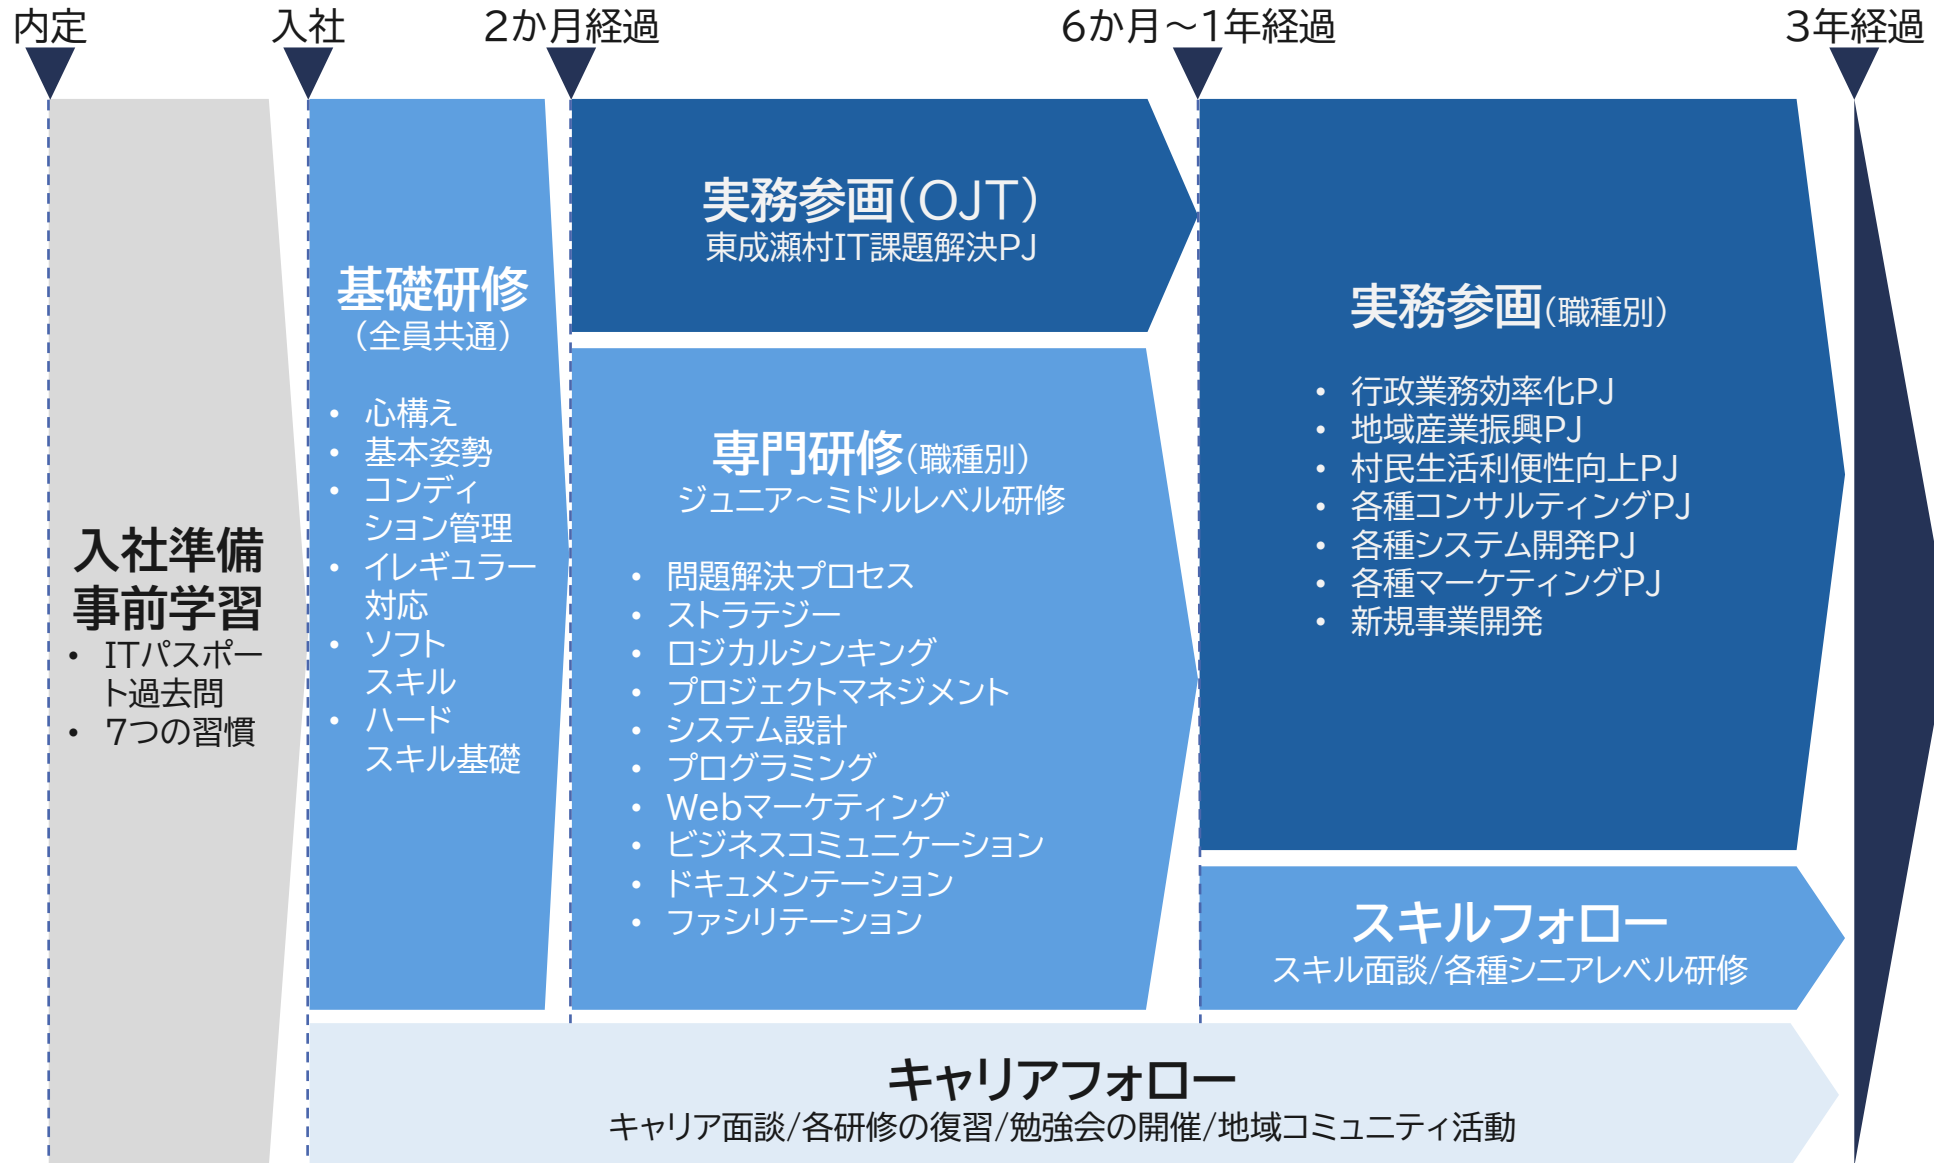 内定
入社
2か月経過
6か月～1年経過
3年経過
入社準備
事前学習
• ITパスポー
ト過去問
• 7つの習慣
基礎研修
（全員共通）
• 心構え
• 基本姿勢
• コンディ
ション管理
• イレギュラー
対応
• ソフト
スキル
• ハード
スキル基礎
実務参画（OJT）
東成瀬村IT課題解決PJ
専門研修（職種別）
ジュニア～ミドルレベル研修
• 問題解決プロセス
• ストラテジー
• ロジカルシンキング
• プロジェクトマネジメント
• システム設計
• プログラミング
• Webマーケティング
• ビジネスコミュニケーション
• ドキュメンテーション
• ファシリテーション
実務参画（職種別）
• 行政業務効率化PJ
• 地域産業振興PJ
• 村民生活利便性向上PJ
• 各種コンサルティングPJ
• 各種システム開発PJ
• 各種マーケティングPJ
• 新規事業開発
スキルフォロー
スキル面談/各種シニアレベル研修
キャリアフォロー
キャリア面談/各研修の復習/勉強会の開催/地域コミュニティ活動